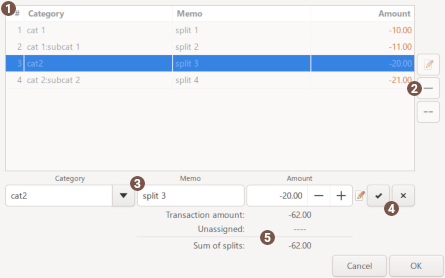 1 # Category Memo Amount
1 cat 1 split 1 -10.00
2 cat 1:subcat 1 split 2 -11.00
3 cat2 split 3 -20.00
4 cat 2:subcat 2 split 4 -21.00
2
Category Memo Amount
3
cat2 split 3 -20.00
4
Transaction amount: -62.00
Unassigned: ----
5
Sum of splits: -62.00
Cancel OK